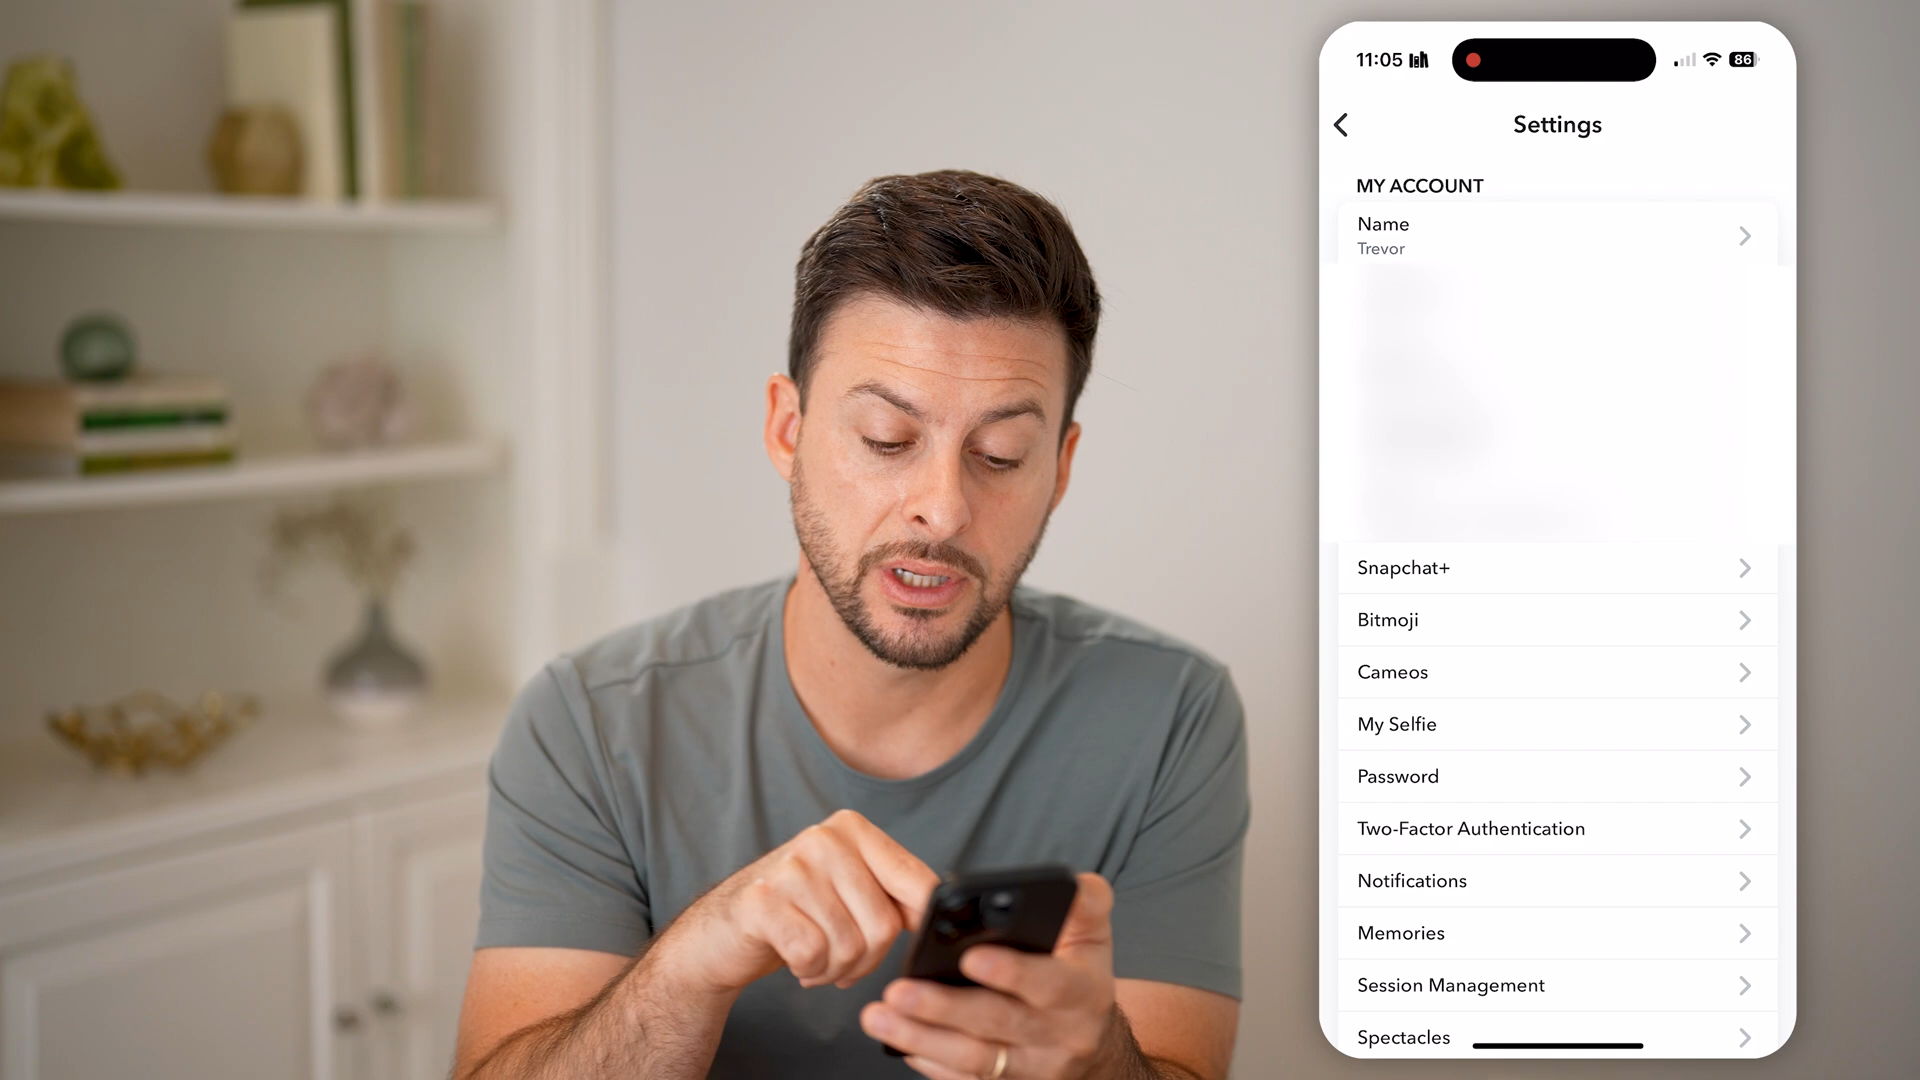 11:05
86
Settings
MY ACCOUNT
Name
Trevor
Snapchat+
Bitmoji
Cameos
My Selfie
Password
Two-Factor Authentication
Notifications
Memories
Session Management
Spectacles